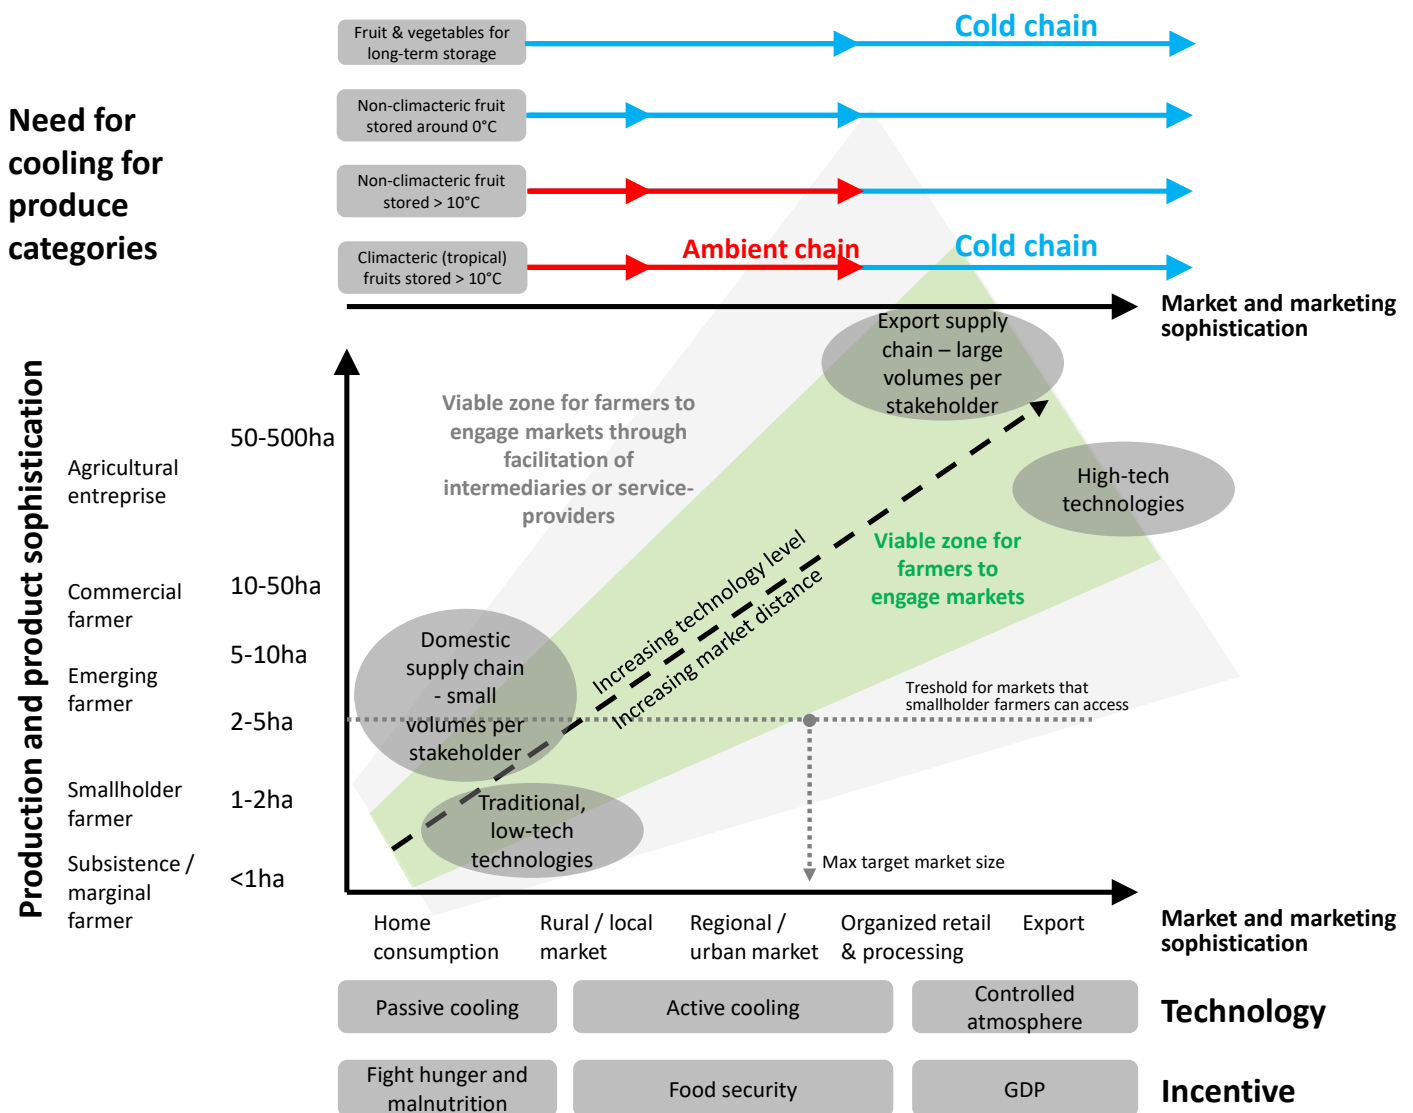 Need for
cooling for
produce
categories
Fruit & vegetables for
long-term storage
Cold chain
Non-climacteric fruit
stored around 0°C
Non-climacteric fruit
stored > 10°C
Climacteric (tropical)
fruits stored > 10°C
Ambient chain
Cold chain
Market and marketing
sophistication
Production and product sophistication
Agricultural
entreprise
Commercial
farmer
Emerging
farmer
Smallholder
farmer
Subsistence /
marginal
farmer
50-500ha
10-50ha
5-10ha
2-5ha
1-2ha
<1ha
Viable zone for farmers to
engage markets through
facilitation of
intermediaries or service-
providers
Export supply
chain – large
volumes per
stakeholder
High-tech
technologies
Viable zone for
farmers to
engage markets
Increasing technology level
Increasing market distance
Domestic
supply chain
- small
volumes per
stakeholder
Traditional,
low-tech
technologies
Treshold for markets that
smallholder farmers can access
Max target market size
Home
consumption
Rural / local
market
Regional /
urban market
Organized retail
& processing
Export
Market and marketing
sophistication
Passive cooling
Active cooling
Controlled
atmosphere
Technology
Fight hunger and
malnutrition
Food security
GDP
Incentive